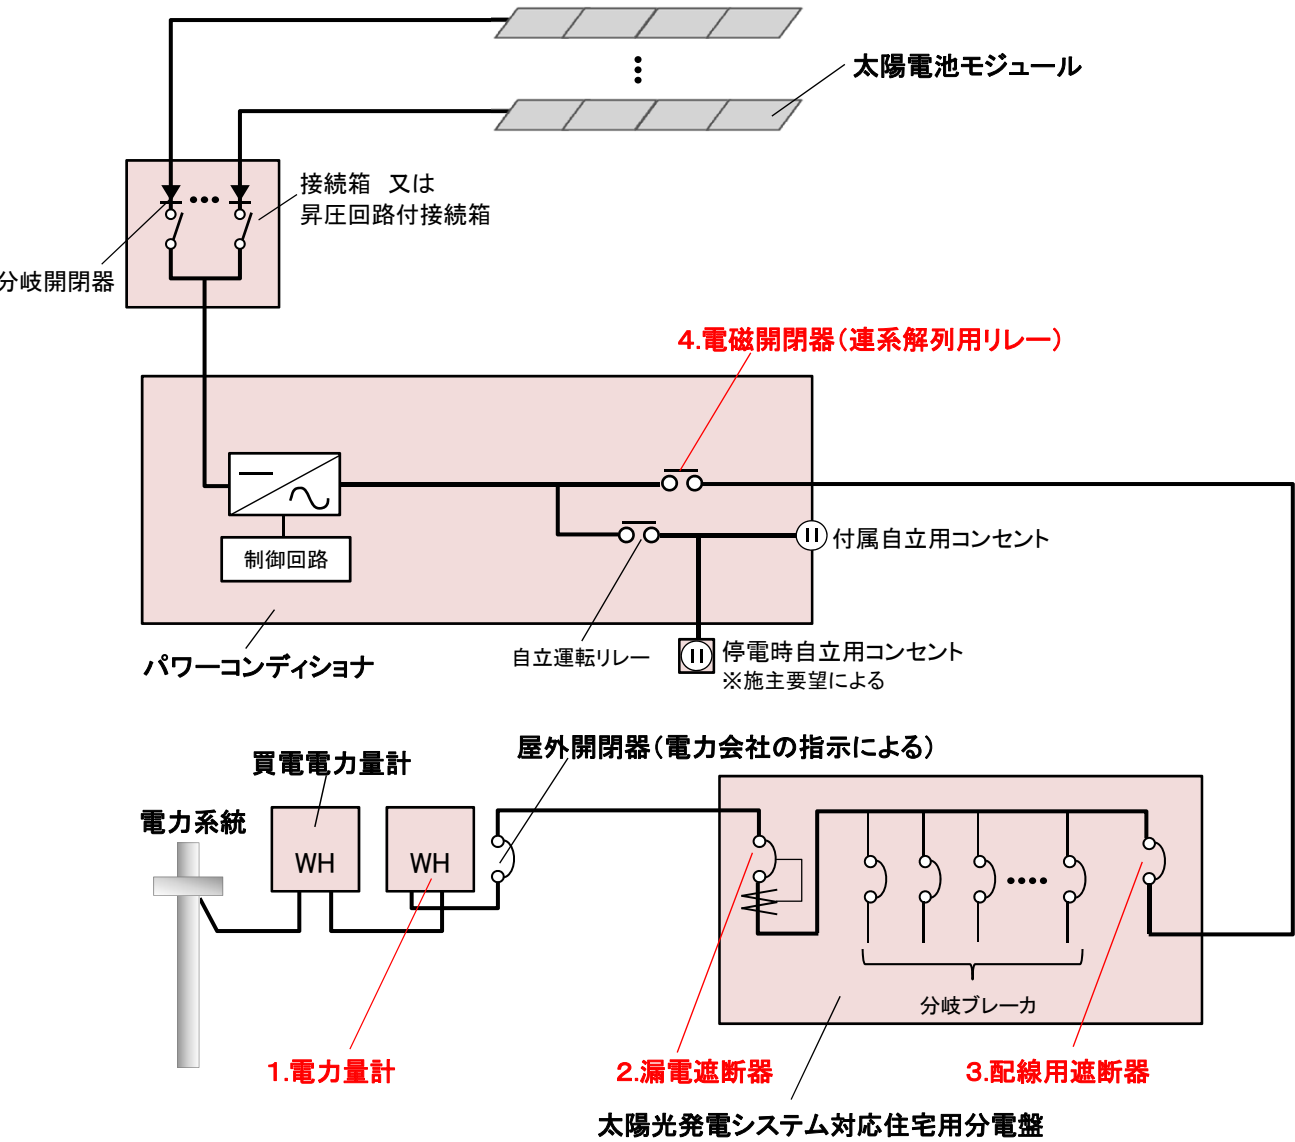 太陽電池モジュール
接続箱　又は
昇圧回路付接続箱
分岐開閉器
4.電磁開閉器（連系解列用リレー）
制御回路
付属自立用コンセント
自立運転リレー
停電時自立用コンセント
※施主要望による
パワーコンディショナ
屋外開閉器（電力会社の指示による）
買電電力量計
電力系統
WH
WH
分岐ブレーカ
1.電力量計
2.漏電遮断器
3.配線用遮断器
太陽光発電システム対応住宅用分電盤